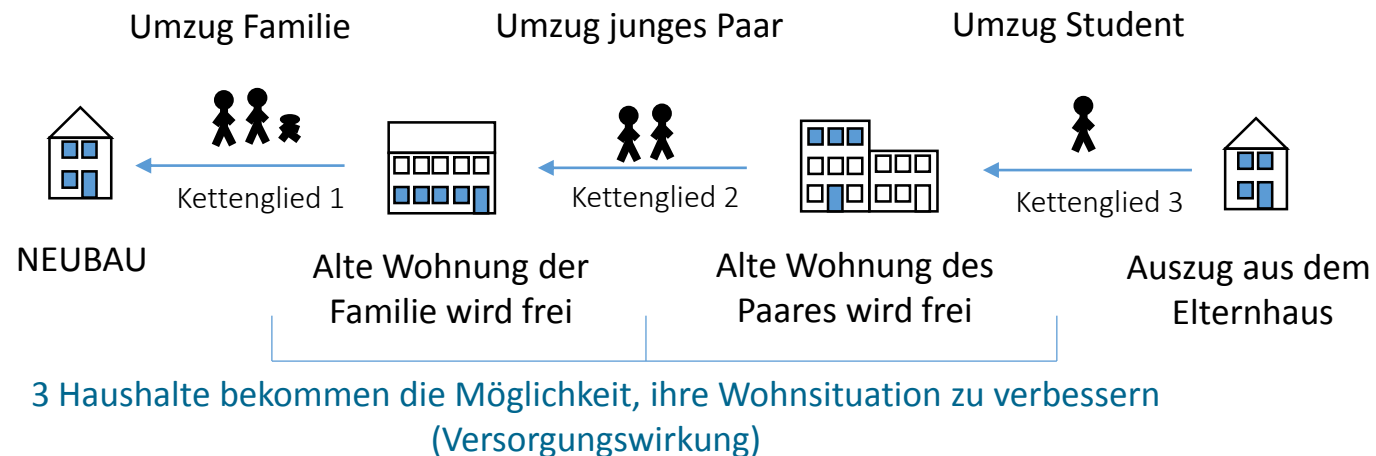 Umzug Familie
Umzug junges Paar
Umzug Student
Kettenglied 1
Kettenglied 2
Kettenglied 3
NEUBAU
Alte Wohnung der
Familie wird frei
Alte Wohnung des
Paares wird frei
Auszug aus dem
Elternhaus
3 Haushalte bekommen die Möglichkeit, ihre Wohnsituation zu verbessern
(Versorgungswirkung)